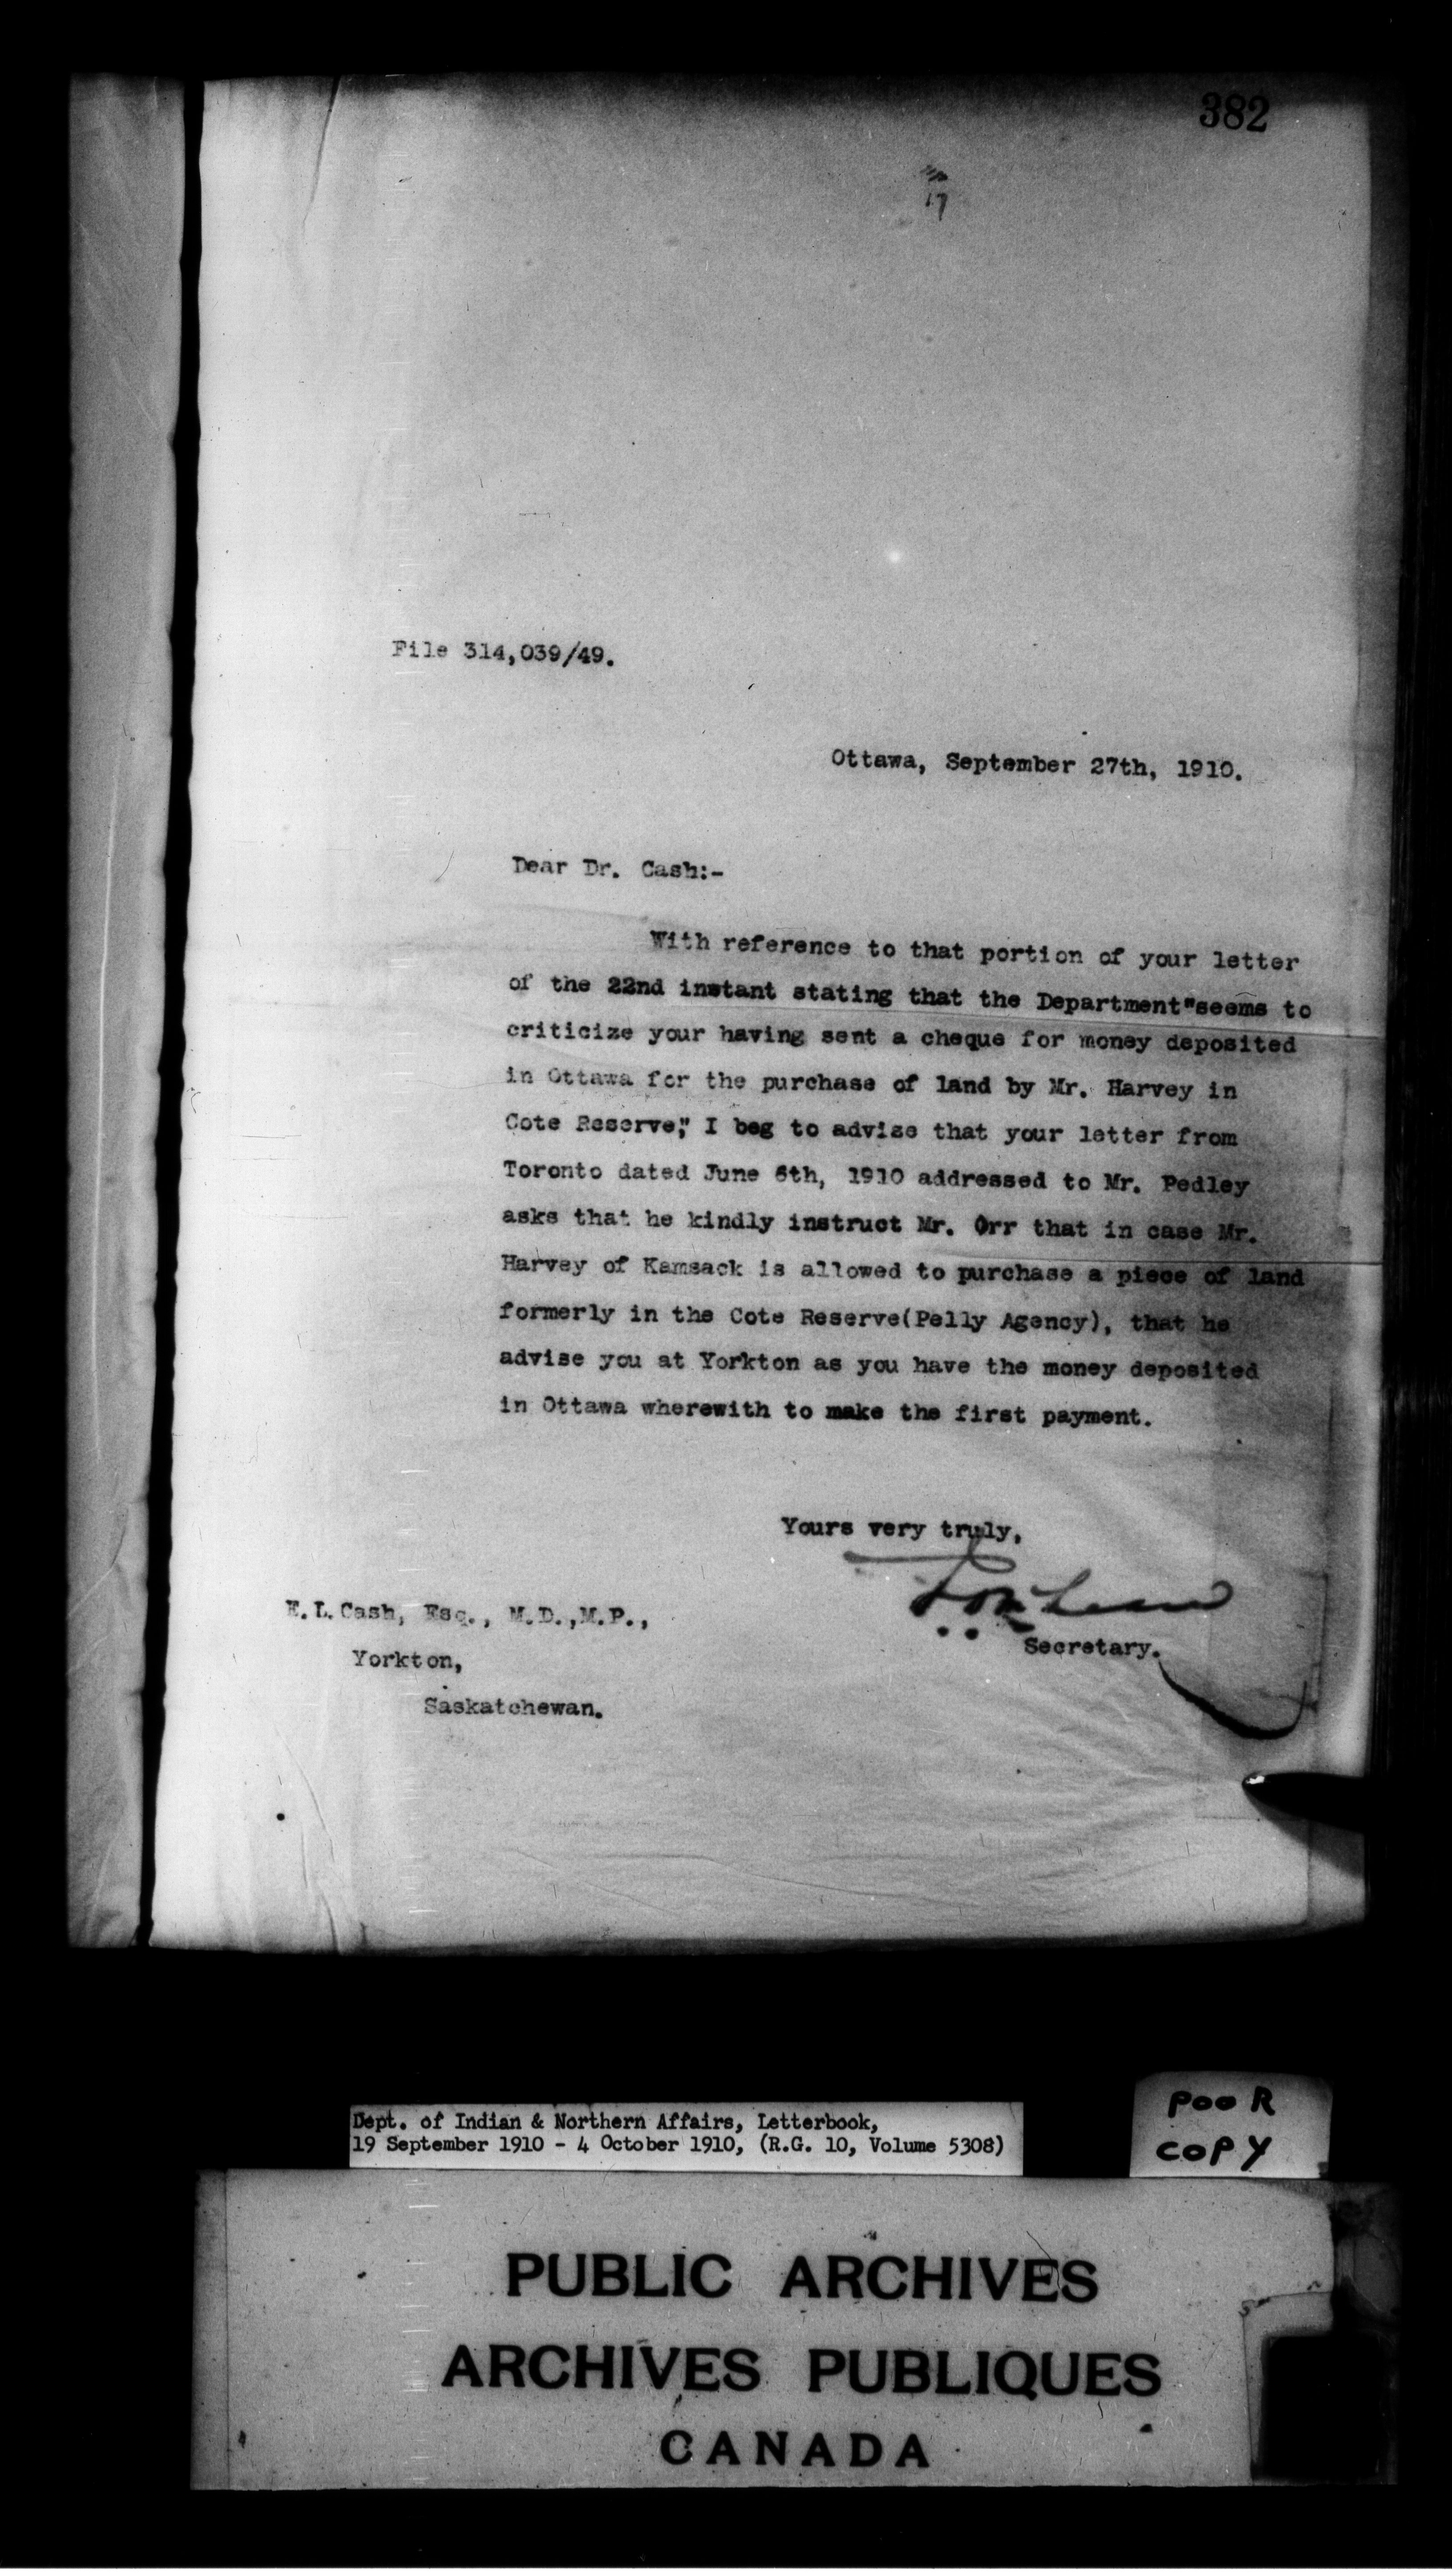 382
File 314,039/49.
Ottawa, September 27th, 1910.
Dear Dr. Cash:-
With reference to that portion of your letter
of the 22nd instant stating that the Department"seems to
criticize your having sent a cheque for money deposited
in Ottawa for the purchase of land by Mr. Harvey in
Cote Reserve," I beg to advise that your letter from
Toronto dated June 6th, 1910 addressed to Mr. Pedley
asks that he kindly instruct Mr. Orr that in case Mr.
Harvey of Kamsack is allowed to purchase a piece of land
formerly in the Cote Reserve(Pelly Agency), that he
advise you at Yorkton as you have the money deposited
in Ottawa wherewith to make the first payment.
Yours very truly,
Secretary.
E.L.Cash, Esq., M.D.,M.P.,
Yorkton,
Saskatchewan.
Dept. of Indian & Northern Affairs, Letterbook,
19 September 1910 - 4 October 1910, (R.G. 10, Volume 5308)
POOR
COPY
PUBLIC ARCHIVES
ARCHIVES PUBLIQUES
CANADA